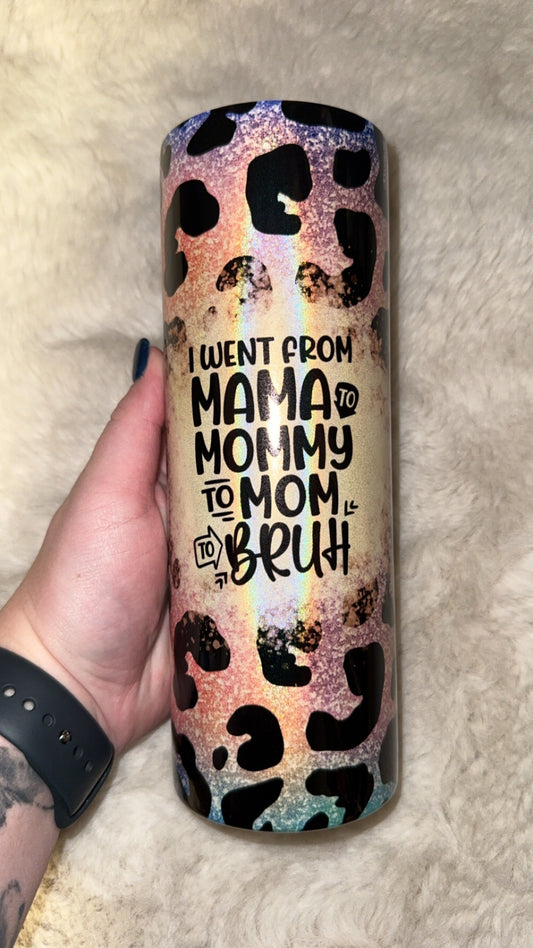 I WENT FROM
MAMA TO
MOMMY
TO MOM
TO BRUH